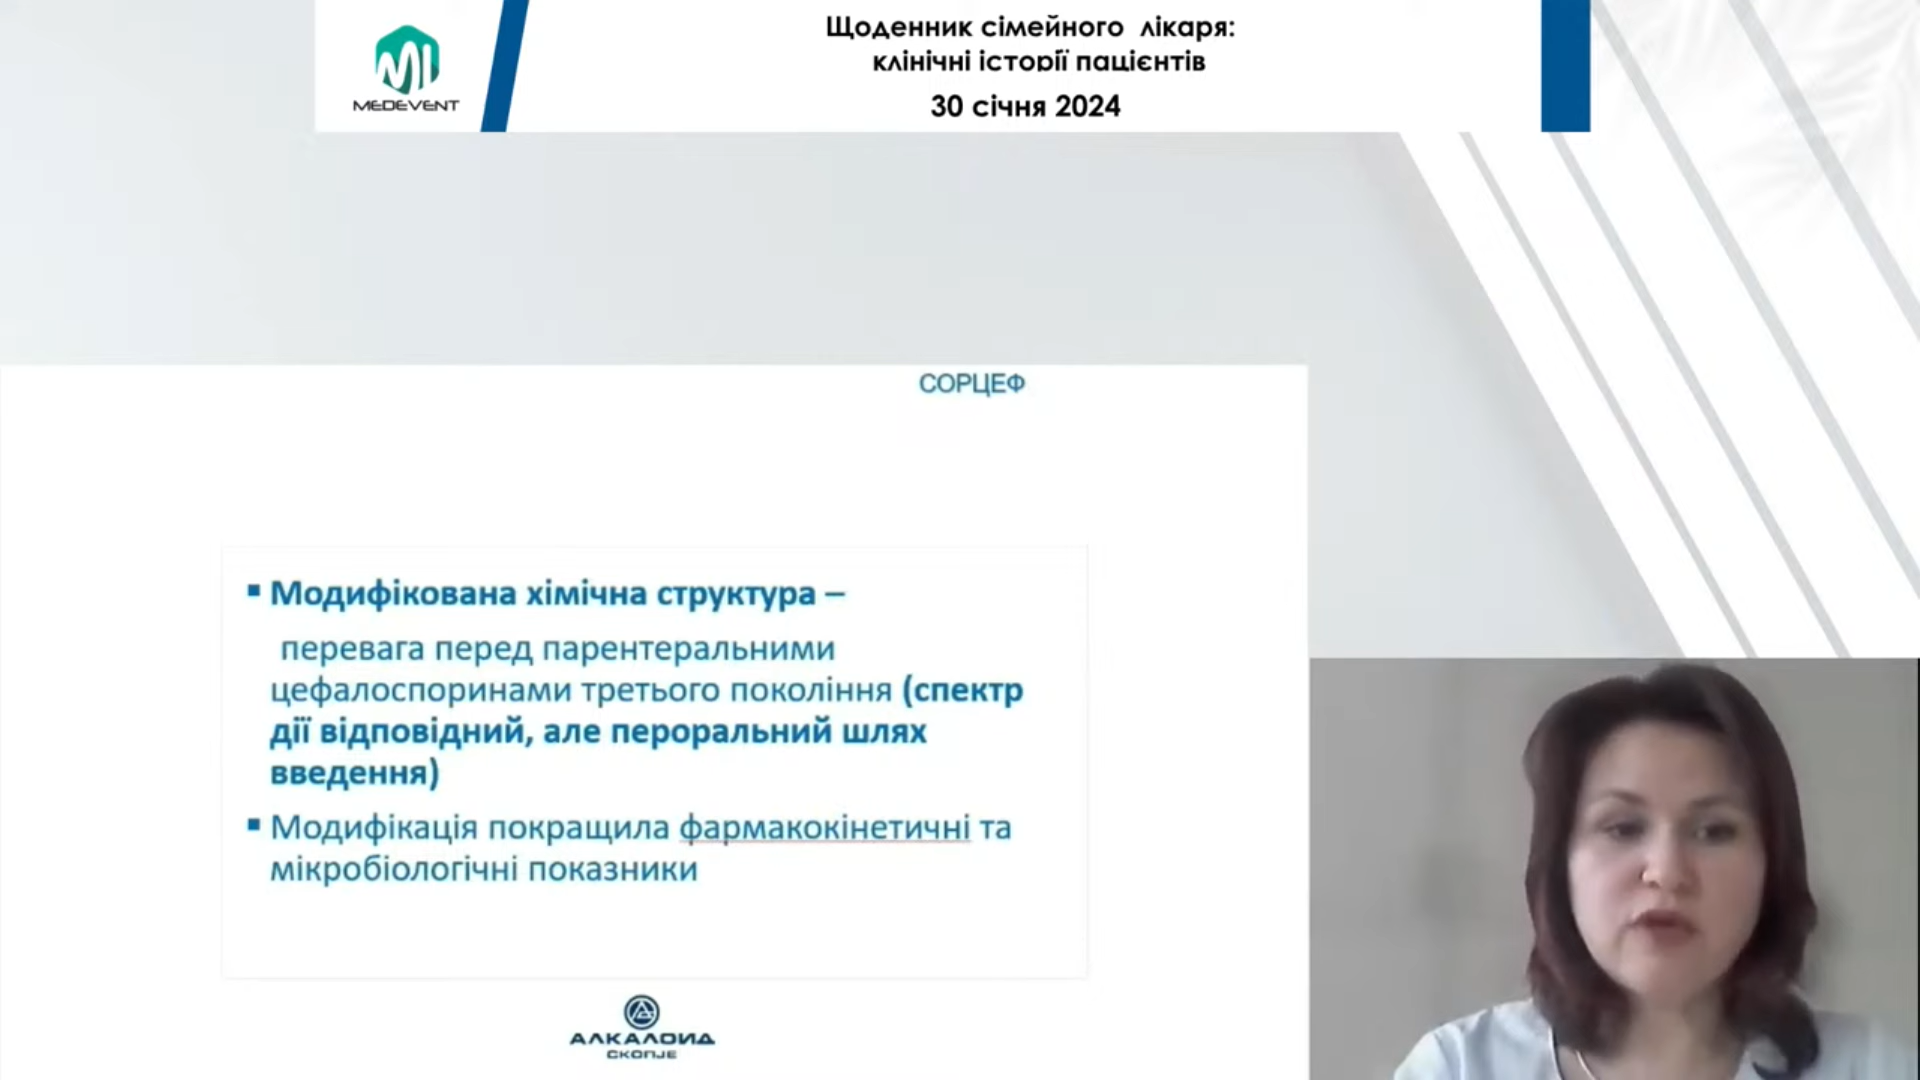 MEDEVENT
Щоденник сімейного лікаря:
клінічні історії пацієнтів
30 січня 2024
СОРЦЕФ
▪ Модифікована хімічна структура –
перевага перед парентеральними
цефалоспоринами третього покоління (спектр
дії відповідний, але пероральний шлях
введення)
▪ Модифікація покращила фармакокінетичні та
мікробіологічні показники
АЛКАЛОИД
СКОПЈЕ